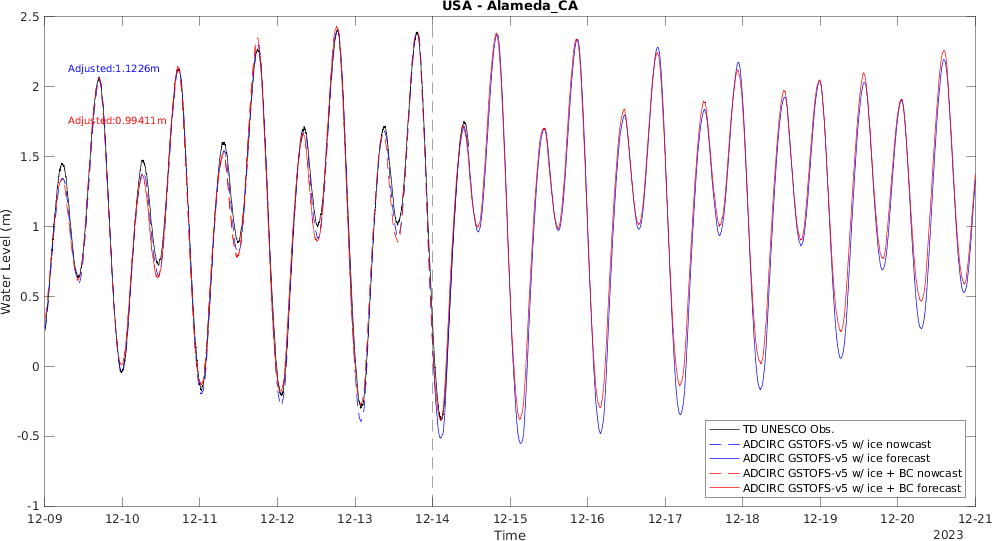 USA - Alameda_CA
2.5
2
1.5
1
0.5
0
-0.5
-1
Water Level (m)
Adjusted:1.1226m
Adjusted:0.99411m
TD UNESCO Obs.
ADCIRC GSTOFS-v5 w/ ice nowcast
ADCIRC GSTOFS-v5 w/ ice forecast
ADCIRC GSTOFS-v5 w/ ice + BC nowcast
ADCIRC GSTOFS-v5 w/ ice + BC forecast
12-09 12-10 12-11 12-12 12-13 12-14 12-15 12-16 12-17 12-18 12-19 12-20 12-21
Time
2023